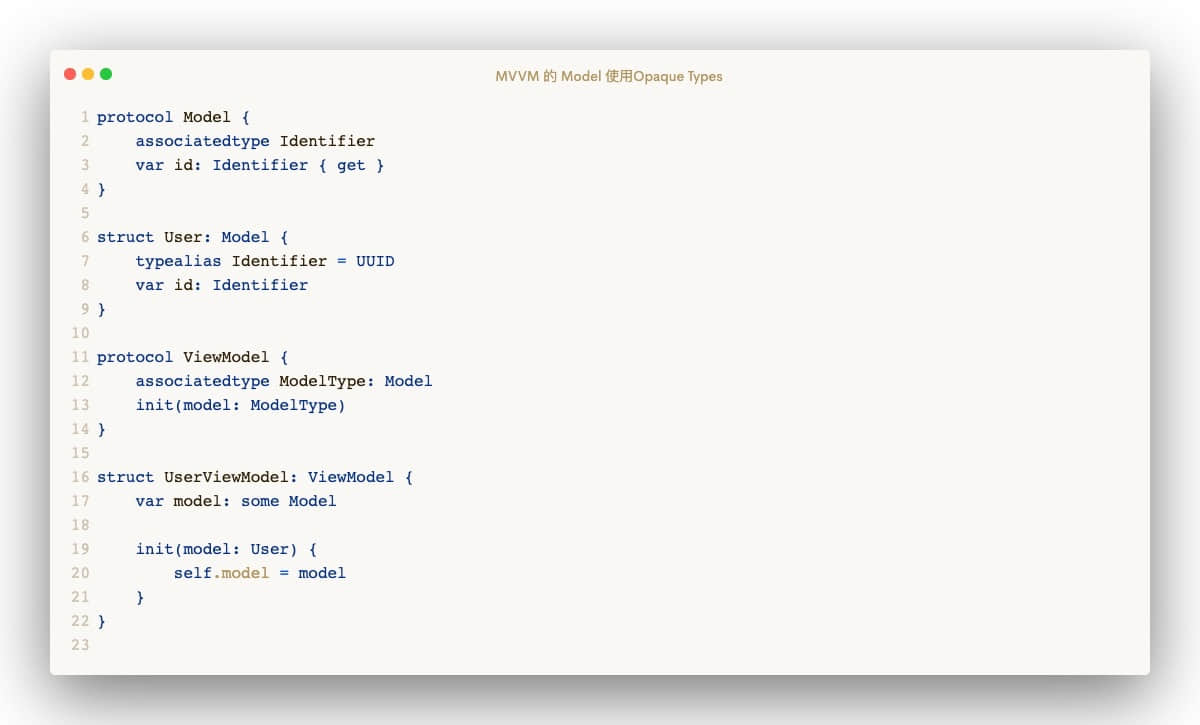 MVVM 的 Model 使用Opaque Types
1 protocol Model {
2     associatedtype Identifier
3     var id: Identifier { get }
4 }
5
6 struct User: Model {
7     typealias Identifier = UUID
8     var id: Identifier
9 }
10
11 protocol ViewModel {
12     associatedtype ModelType: Model
13     init(model: ModelType)
14 }
15
16 struct UserViewModel: ViewModel {
17     var model: some Model
18
19     init(model: User) {
20         self.model = model
21     }
22 }
23